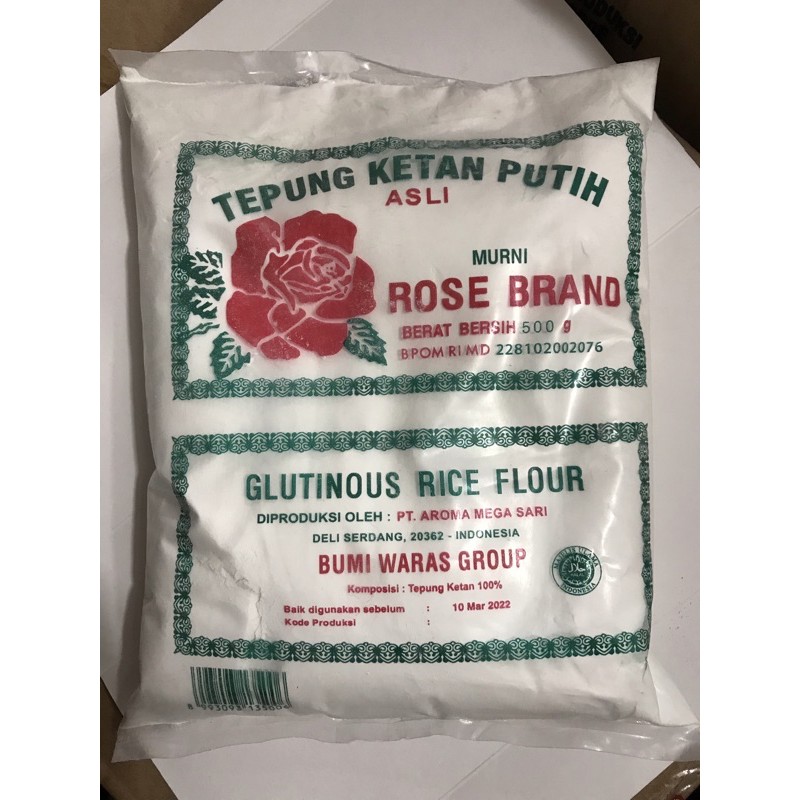 TEPUNG KETAN PUTIH
ASLI
MURNI
ROSE BRAND
BERAT BERSIH 500 g
BPOM RI MD 228102002076
GLUTINOUS RICE FLOUR
DIPRODUKSI OLEH : PT. AROMA MEGA SARI
DELI SERDANG, 20362 - INDONESIA
BUMI WARAS GROUP
Komposisi : Tepung Ketan 100%
Baik digunakan sebelum : 10 Mar 2022
Kode Produksi :
INDONESIA